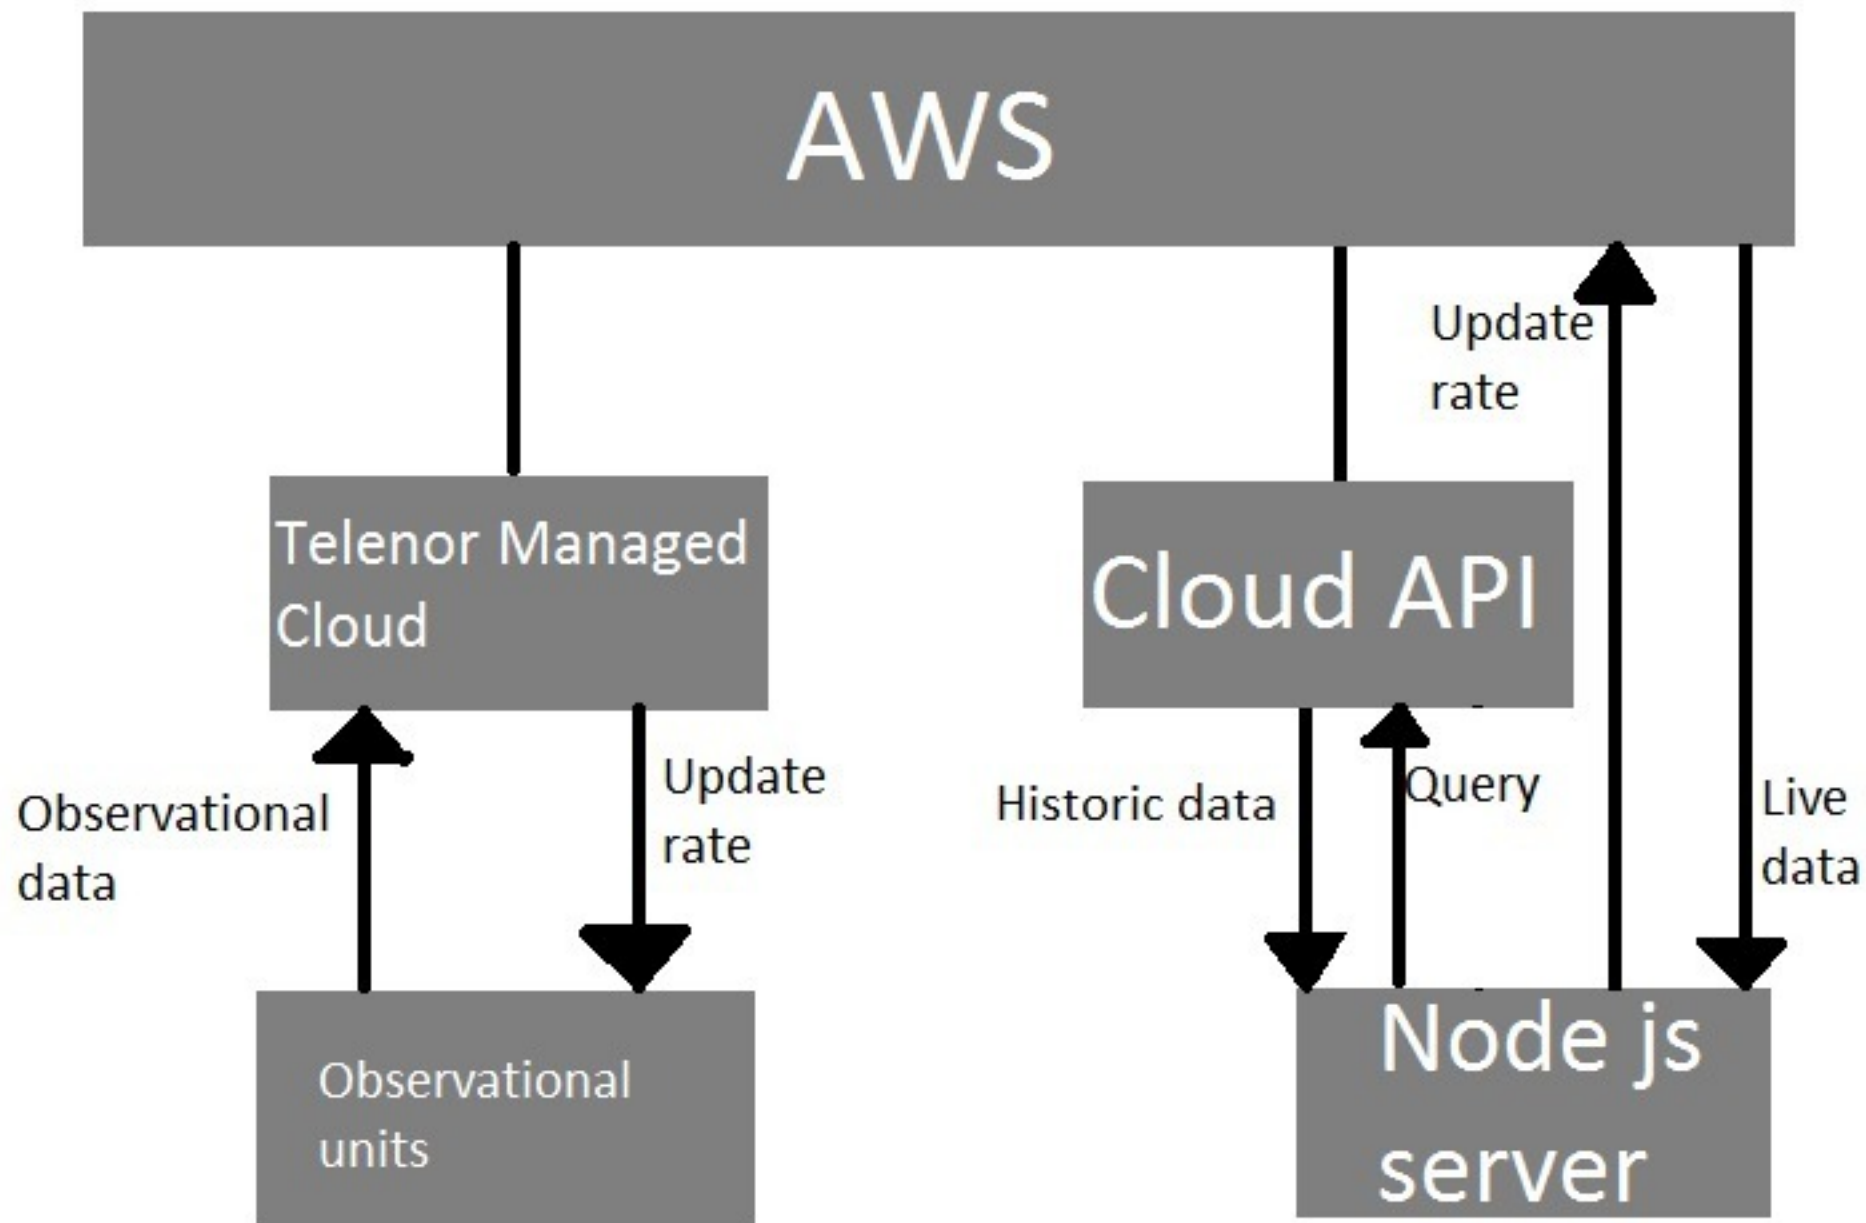 AWS
Update
rate
Telenor Managed
Cloud
Cloud API
Observational
data
Update
rate
Historic data
Query
Live
data
Observational
units
Node js
server